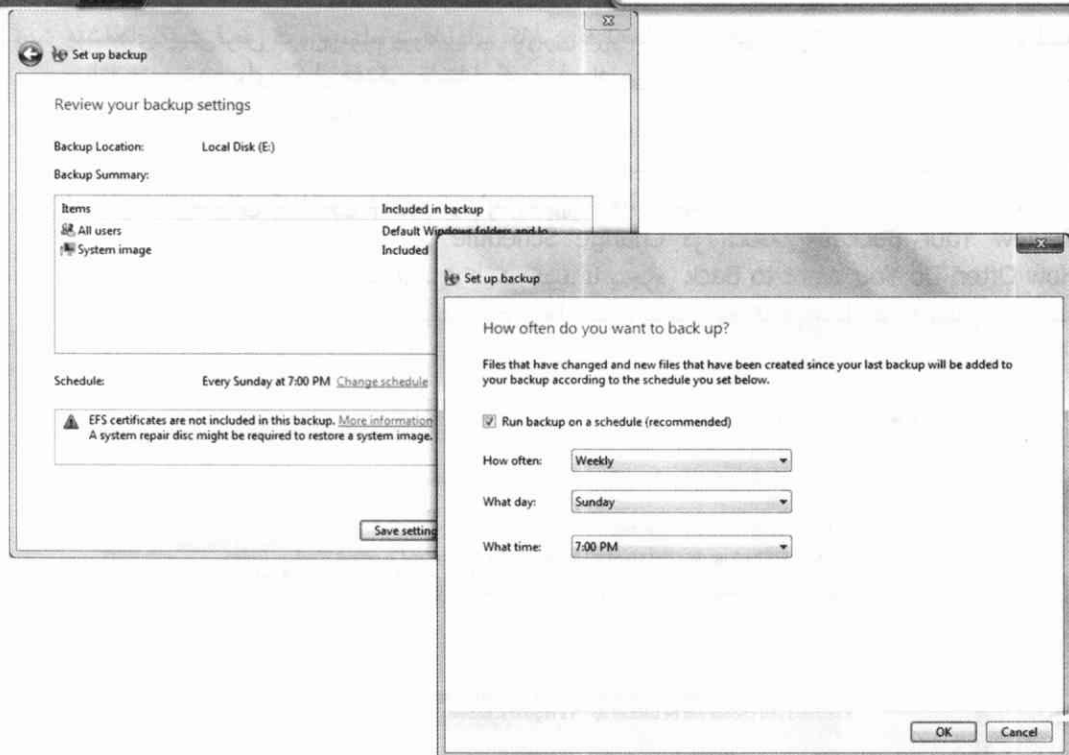 Set up backup
Review your backup settings
Backup Location: Local Disk (E:)
Backup Summary:
Items Included in backup
All users Default Windows folders and lo
System image Included
Schedule: Every Sunday at 7:00 PM Change schedule
EFS certificates are not included in this backup. More information
A system repair disc might be required to restore a system image.
Save setting
Set up backup
How often do you want to back up?
Files that have changed and new files that have been created since your last backup will be added to
your backup according to the schedule you set below.
Run backup on a schedule (recommended)
How often: Weekly
What day: Sunday
What time: 7:00 PM
OK Cancel